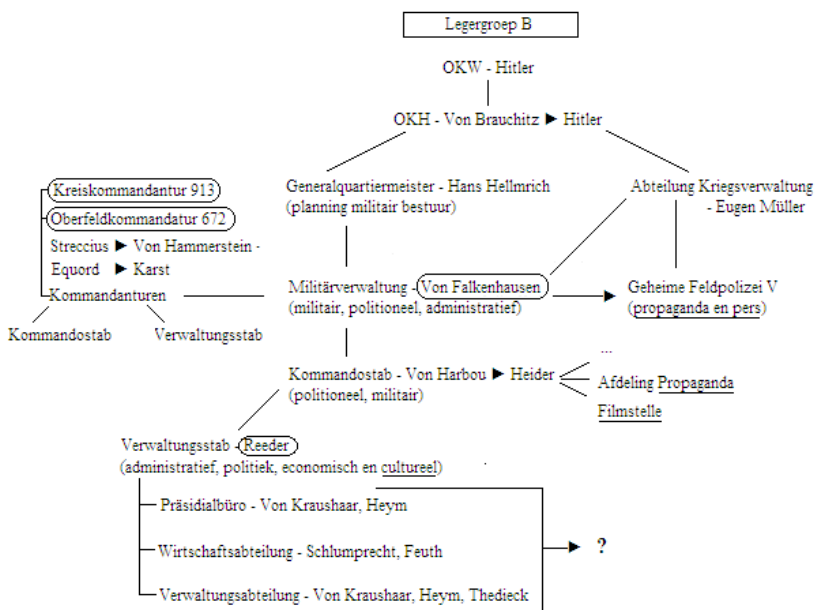 Legergroep B
OKW - Hitler
OKH - Von Brauchitz ► Hitler
Kreiskommandantur 913
Oberfeldkommandatur 672
Streccius ► Von Hammerstein -
Equord ► Karst
Kommandanturen
Kommandostab
Verwaltungsstab
Generalquartiermeister - Hans Hellmrich
(planning militair bestuur)
Abteilung Kriegsverwaltung
- Eugen Müller
Militärverwaltung - Von Falkenhausen
(militair, politioneel, administratief)
Geheime Feldpolizei V
(propaganda en pers)
Kommandostab - Von Harbou ► Heider
(politioneel, militair)
...
Afdeling Propaganda
Filmstelle
Verwaltungsstab - Reeder
(administratief, politiek, economisch en cultureel)
Präsidialbüro - Von Kraushaar, Heym
Wirtschaftsabteilung - Schlumprecht, Feuth
Verwaltungsabteilung - Von Kraushaar, Heym, Thedieck
?